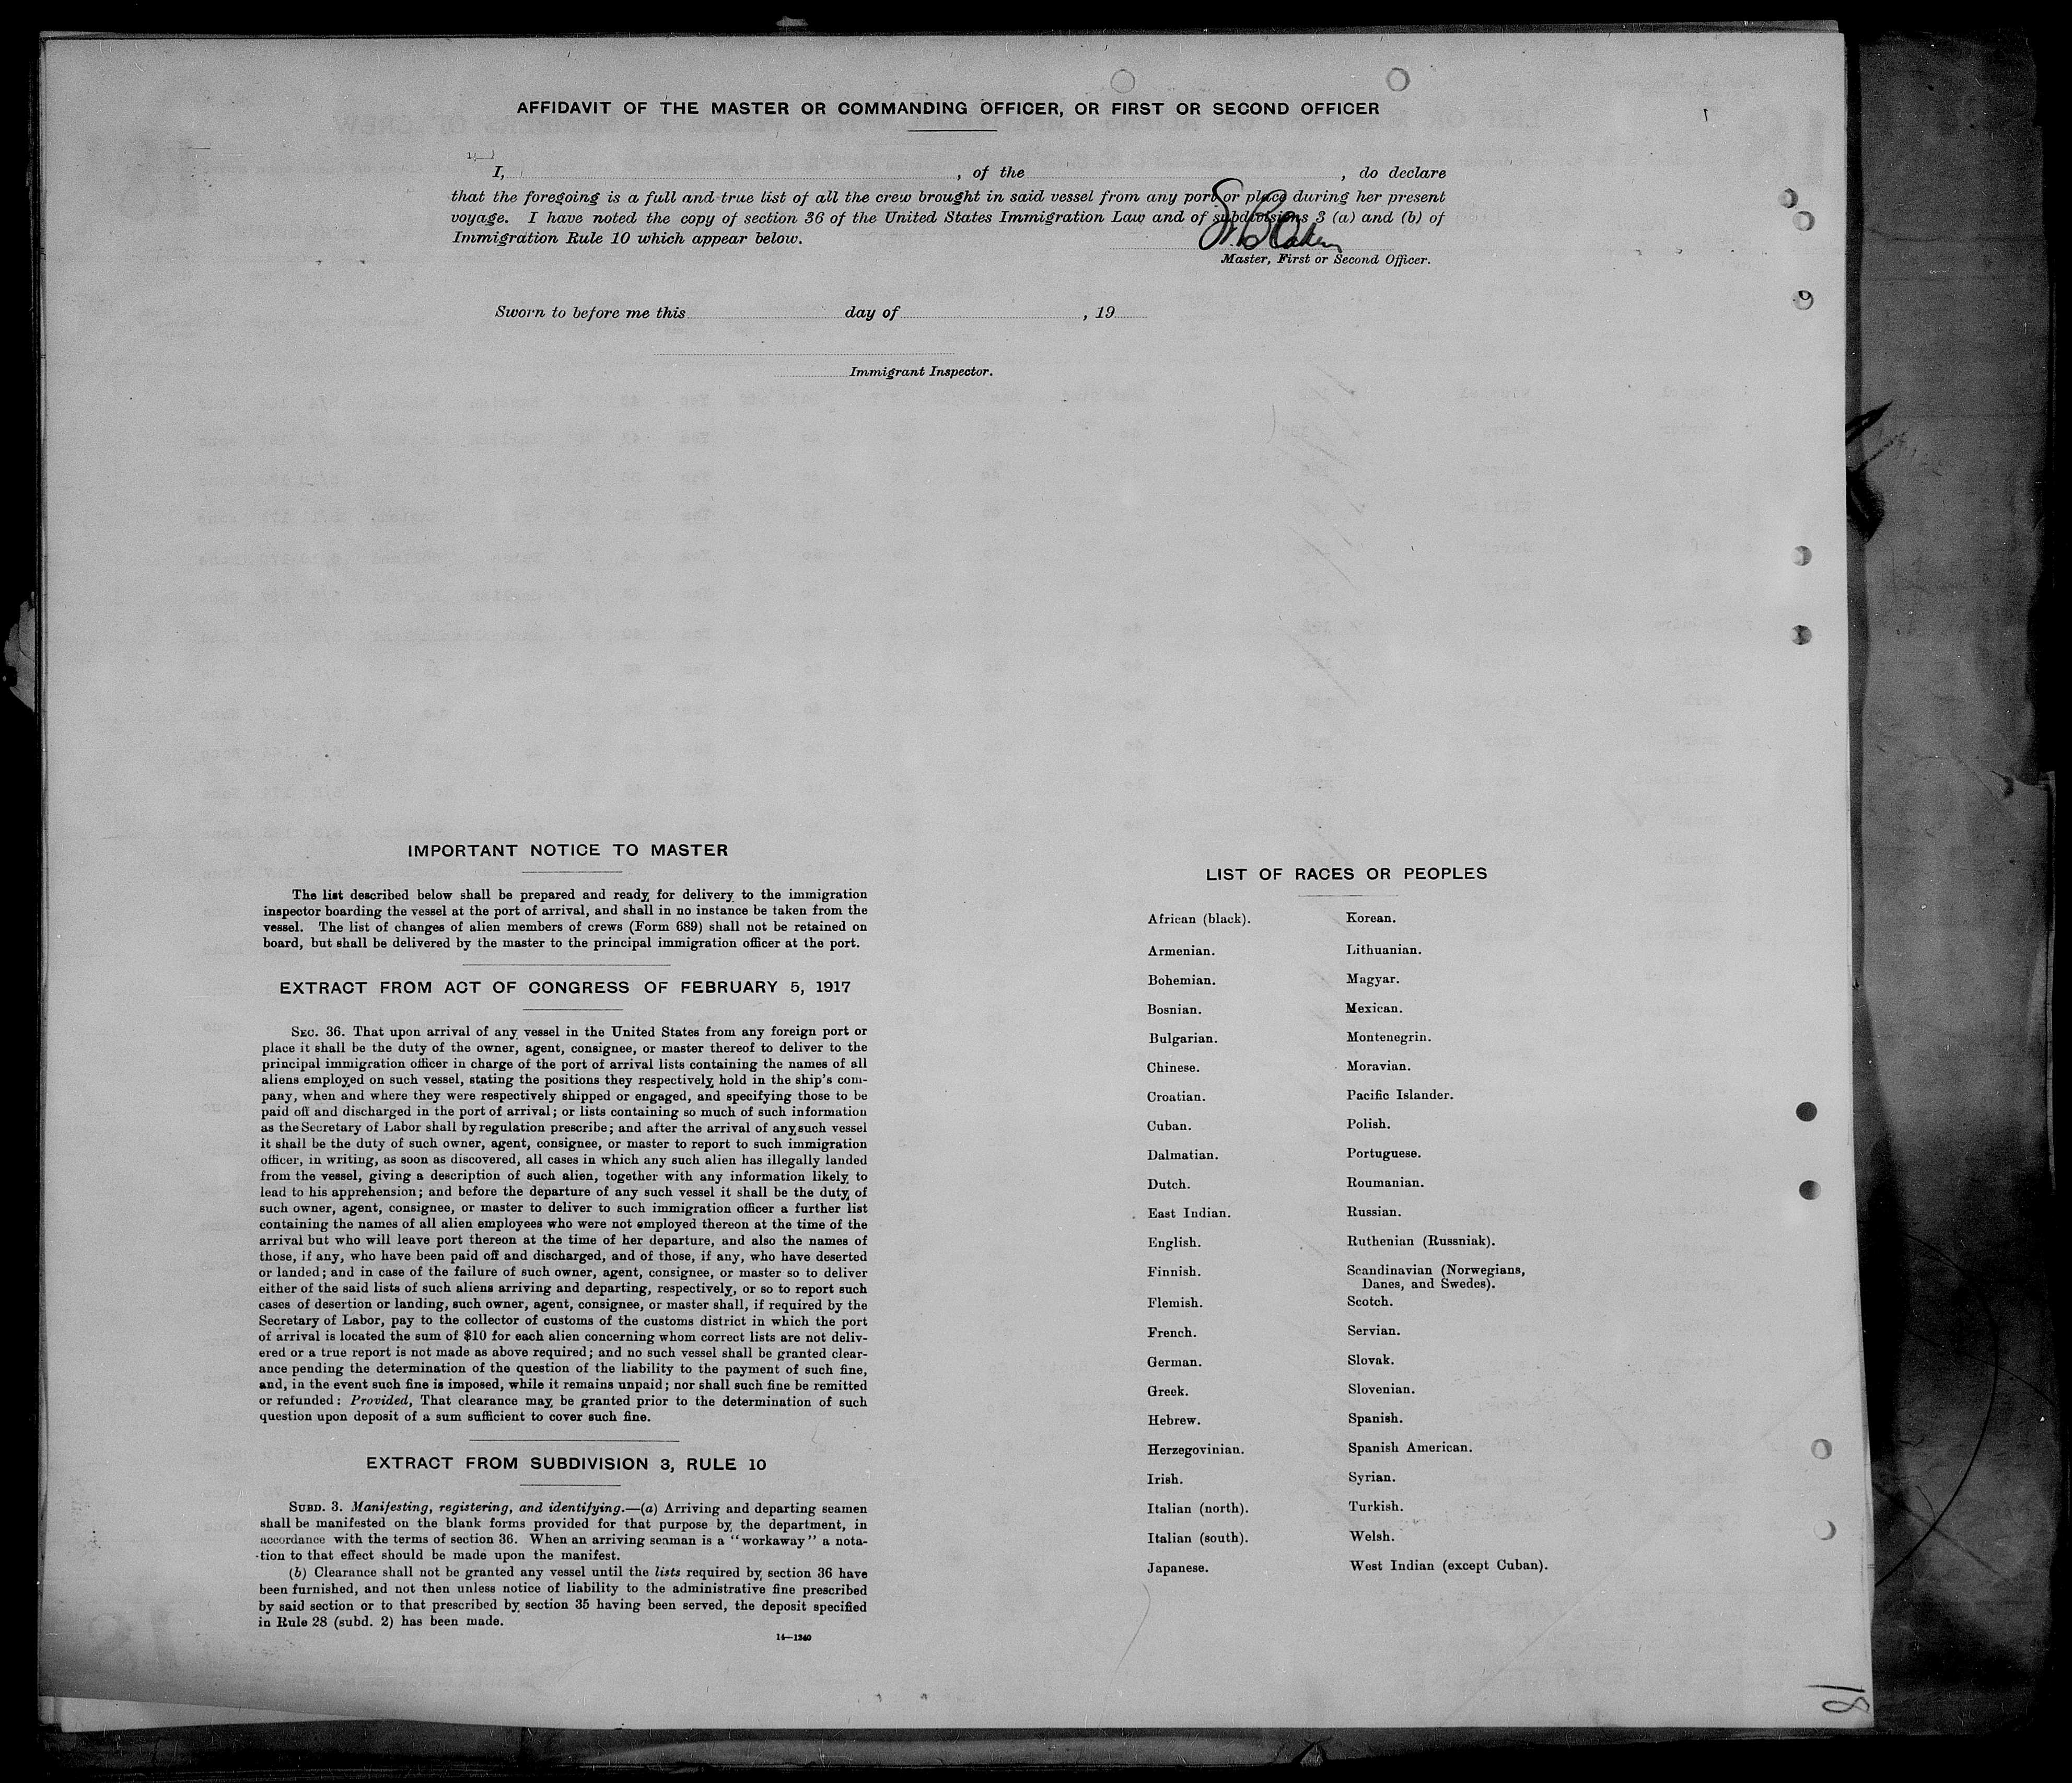 AFFIDAVIT OF THE MASTER OR COMMANDING OFFICER, OR FIRST OR SECOND OFFICER
I, , of the , do declare
that the foregoing is a full and true list of all the crew brought in said vessel from any port or place during her present
voyage. I have noted the copy of section 36 of the United States Immigration Law and of subdivisions 3 (a) and (b) of
Immigration Rule 10 which appear below.
Master, First or Second Officer.
Sworn to before me this day of , 19
Immigrant Inspector.
IMPORTANT NOTICE TO MASTER
The list described below shall be prepared and ready for delivery to the immigration
inspector boarding the vessel at the port of arrival, and shall in no instance be taken from the
vessel. The list of changes of alien members of crews (Form 689) shall not be retained on
board, but shall be delivered by the master to the principal immigration officer at the port.
EXTRACT FROM ACT OF CONGRESS OF FEBRUARY 5, 1917
SEC. 36. That upon arrival of any vessel in the United States from any foreign port or
place it shall be the duty of the owner, agent, consignee, or master thereof to deliver to the
principal immigration officer in charge of the port of arrival lists containing the names of all
aliens employed on such vessel, stating the positions they respectively hold in the ship's com-
pany, when and where they were respectively shipped or engaged, and specifying those to be
paid off and discharged in the port of arrival; or lists containing so much of such information
as the Secretary of Labor shall by regulation prescribe; and after the arrival of any such vessel
it shall be the duty of such owner, agent, consignee, or master to report to such immigration
officer, in writing, as soon as discovered, all cases in which any such alien has illegally landed
from the vessel, giving a description of such alien, together with any information likely to
lead to his apprehension; and before the departure of any such vessel it shall be the duty of
such owner, agent, consignee, or master to deliver to such immigration officer a further list
containing the names of all alien employees who were not employed thereon at the time of the
arrival but who will leave port thereon at the time of her departure, and also the names of
those, if any, who have been paid off and discharged, and of those, if any, who have deserted
or landed; and in case of the failure of such owner, agent, consignee, or master so to deliver
either of the said lists of such aliens arriving and departing, respectively, or so to report such
cases of desertion or landing, such owner, agent, consignee, or master shall, if required by the
Secretary of Labor, pay to the collector of customs of the customs district in which the port
of arrival is located the sum of $10 for each alien concerning whom correct lists are not deliv-
ered or a true report is not made as above required; and no such vessel shall be granted clear-
ance pending the determination of the question of the liability to the payment of such fine,
and, in the event such fine is imposed, while it remains unpaid; nor shall such fine be remitted
or refunded: Provided, That clearance may be granted prior to the determination of such
question upon deposit of a sum sufficient to cover such fine.
EXTRACT FROM SUBDIVISION 3, RULE 10
SUBD. 3. Manifesting, registering, and identifying.—(a) Arriving and departing seamen
shall be manifested on the blank forms provided for that purpose by the department, in
accordance with the terms of section 36. When an arriving seaman is a "workaway" a nota-
tion to that effect should be made upon the manifest.
(b) Clearance shall not be granted any vessel until the lists required by section 36 have
been furnished, and not then unless notice of liability to the administrative fine prescribed
by said section or to that prescribed by section 35 having been served, the deposit specified
in Rule 28 (subd. 2) has been made.
14—1240
LIST OF RACES OR PEOPLES
African (black).
Armenian.
Bohemian.
Bosnian.
Bulgarian.
Chinese.
Croatian.
Cuban.
Dalmatian.
Dutch.
East Indian.
English.
Finnish.
Flemish.
French.
German.
Greek.
Hebrew.
Herzegovinian.
Irish.
Italian (north).
Italian (south).
Japanese.
Korean.
Lithuanian.
Magyar.
Mexican.
Montenegrin.
Moravian.
Pacific Islander.
Polish.
Portuguese.
Roumanian.
Russian.
Ruthenian (Russniak).
Scandinavian (Norwegians,
Danes, and Swedes).
Scotch.
Servian.
Slovak.
Slovenian.
Spanish.
Spanish American.
Syrian.
Turkish.
Welsh.
West Indian (except Cuban).
18